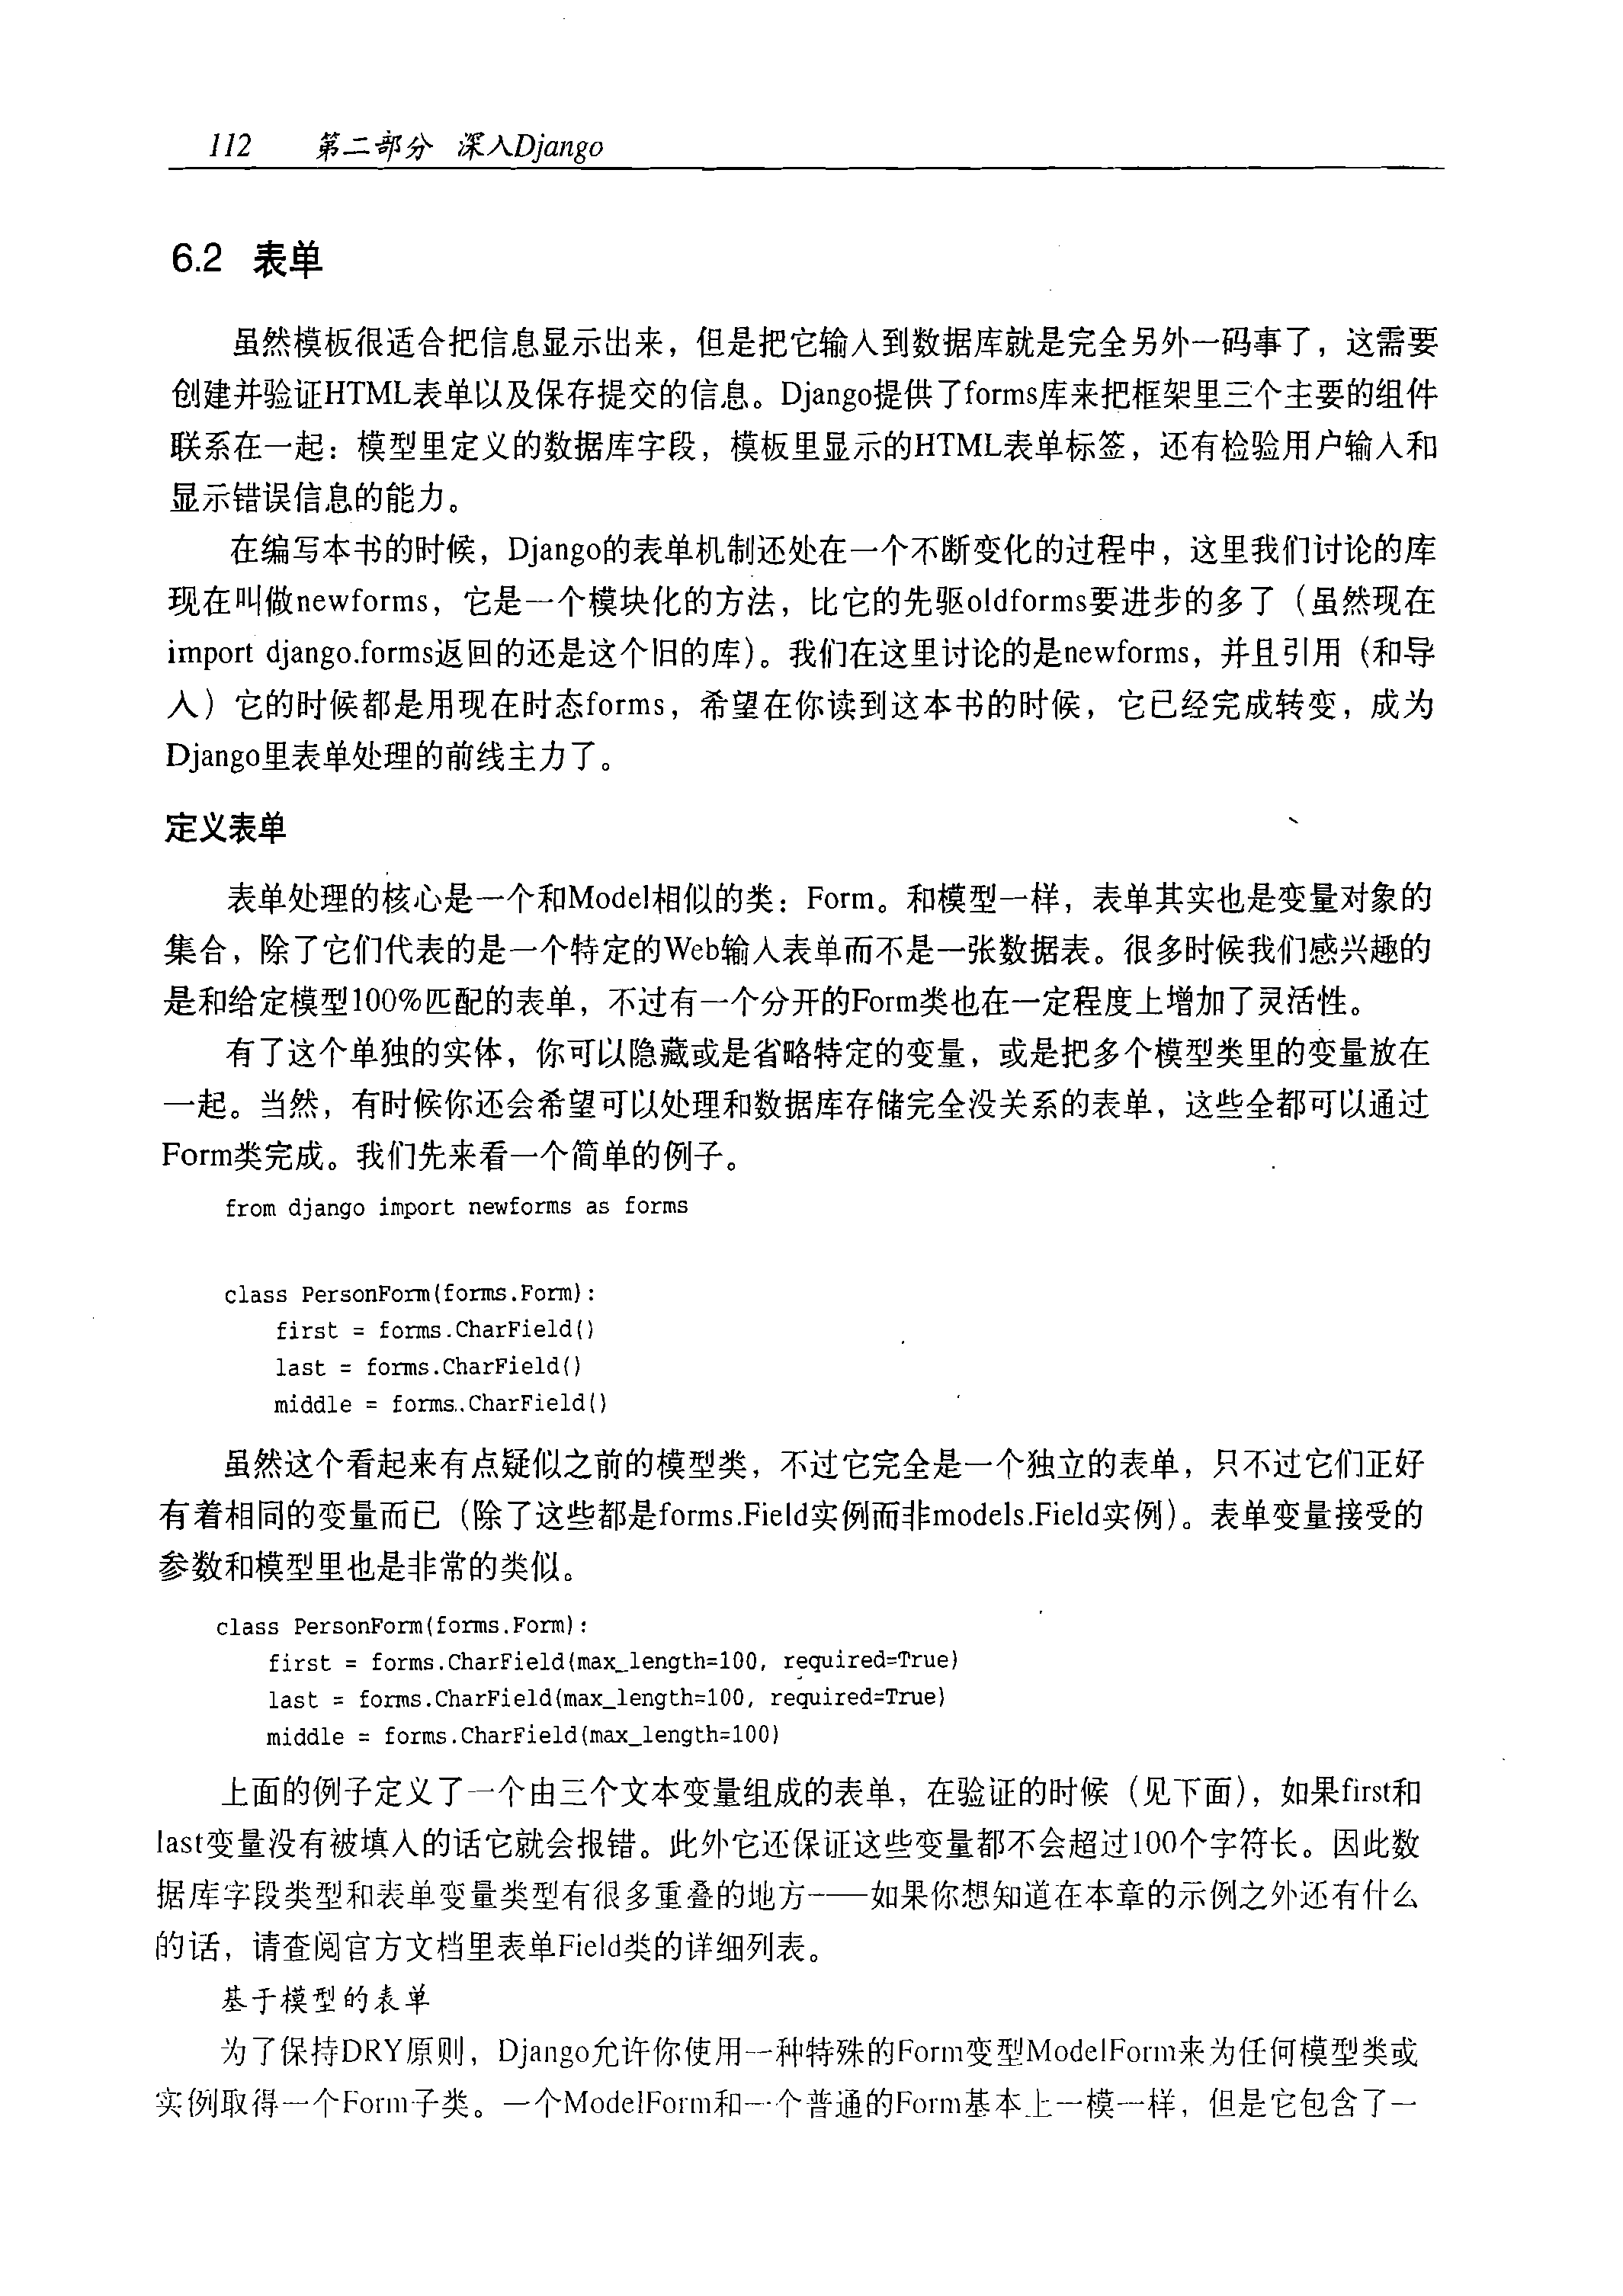 112 第二部分 深入Django
6.2 表单
虽然模板很适合把信息显示出来，但是把它输入到数据库就是完全另外一码事了，这需要
创建并验证HTML表单以及保存提交的信息。Django提供了forms库来把框架里三个主要的组件
联系在一起：模型里定义的数据库字段，模板里显示的HTML表单标签，还有检验用户输入和
显示错误信息的能力。
在编写本书的时候，Django的表单机制还处在一个不断变化的过程中，这里我们讨论的库
现在叫做newforms，它是一个模块化的方法，比它的先驱oldforms要进步的多了（虽然现在
import django.forms返回的还是这个旧的库）。我们在这里讨论的是newforms，并且引用（和导
入）它的时候都是用现在时态forms，希望在你读到这本书的时候，它已经完成转变，成为
Django里表单处理的前线主力了。
定义表单
表单处理的核心是一个和Model相似的类：Form。和模型一样，表单其实也是变量对象的
集合，除了它们代表的是一个特定的Web输入表单而不是一张数据表。很多时候我们感兴趣的
是和给定模型100%匹配的表单，不过有一个分开的Form类也在一定程度上增加了灵活性。
有了这个单独的实体，你可以隐藏或是省略特定的变量，或是把多个模型类里的变量放在
一起。当然，有时候你还会希望可以处理和数据库存储完全没关系的表单，这些全都可以通过
Form类完成。我们先来看一个简单的例子。
from django import newforms as forms
class PersonForm(forms.Form):
first = forms.CharField()
last = forms.CharField()
middle = forms.CharField()
虽然这个看起来有点疑似之前的模型类，不过它完全是一个独立的表单，只不过它们正好
有着相同的变量而已（除了这些都是forms.Field实例而非models.Field实例）。表单变量接受的
参数和模型里也是非常的类似。
class PersonForm(forms.Form):
first = forms.CharField(max_length=100, required=True)
last = forms.CharField(max_length=100, required=True)
middle = forms.CharField(max_length=100)
上面的例子定义了一个由三个文本变量组成的表单，在验证的时候（见下面），如果first和
last变量没有被填入的话它就会报错。此外它还保证这些变量都不会超过100个字符长。因此数
据库字段类型和表单变量类型有很多重叠的地方——如果你想知道在本章的示例之外还有什么
的话，请查阅官方文档里表单Field类的详细列表。
基于模型的表单
为了保持DRY原则，Django允许你使用一种特殊的Form变型ModelForm来为任何模型类或
实例取得一个Form子类。一个ModelForm和一个普通的Form基本上一模一样，但是它包含了一